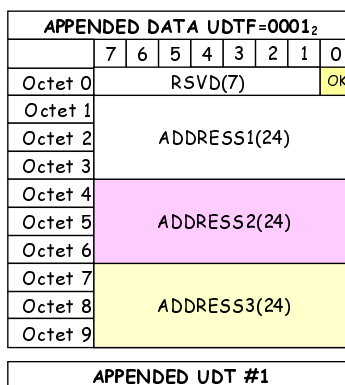 APPENDED DATA UDTF=0001₂
7 6 5 4 3 2 1 0
Octet 0 RSVD(7) OK
Octet 1
Octet 2 ADDRESS1(24)
Octet 3
Octet 4
Octet 5 ADDRESS2(24)
Octet 6
Octet 7
Octet 8 ADDRESS3(24)
Octet 9
APPENDED UDT #1